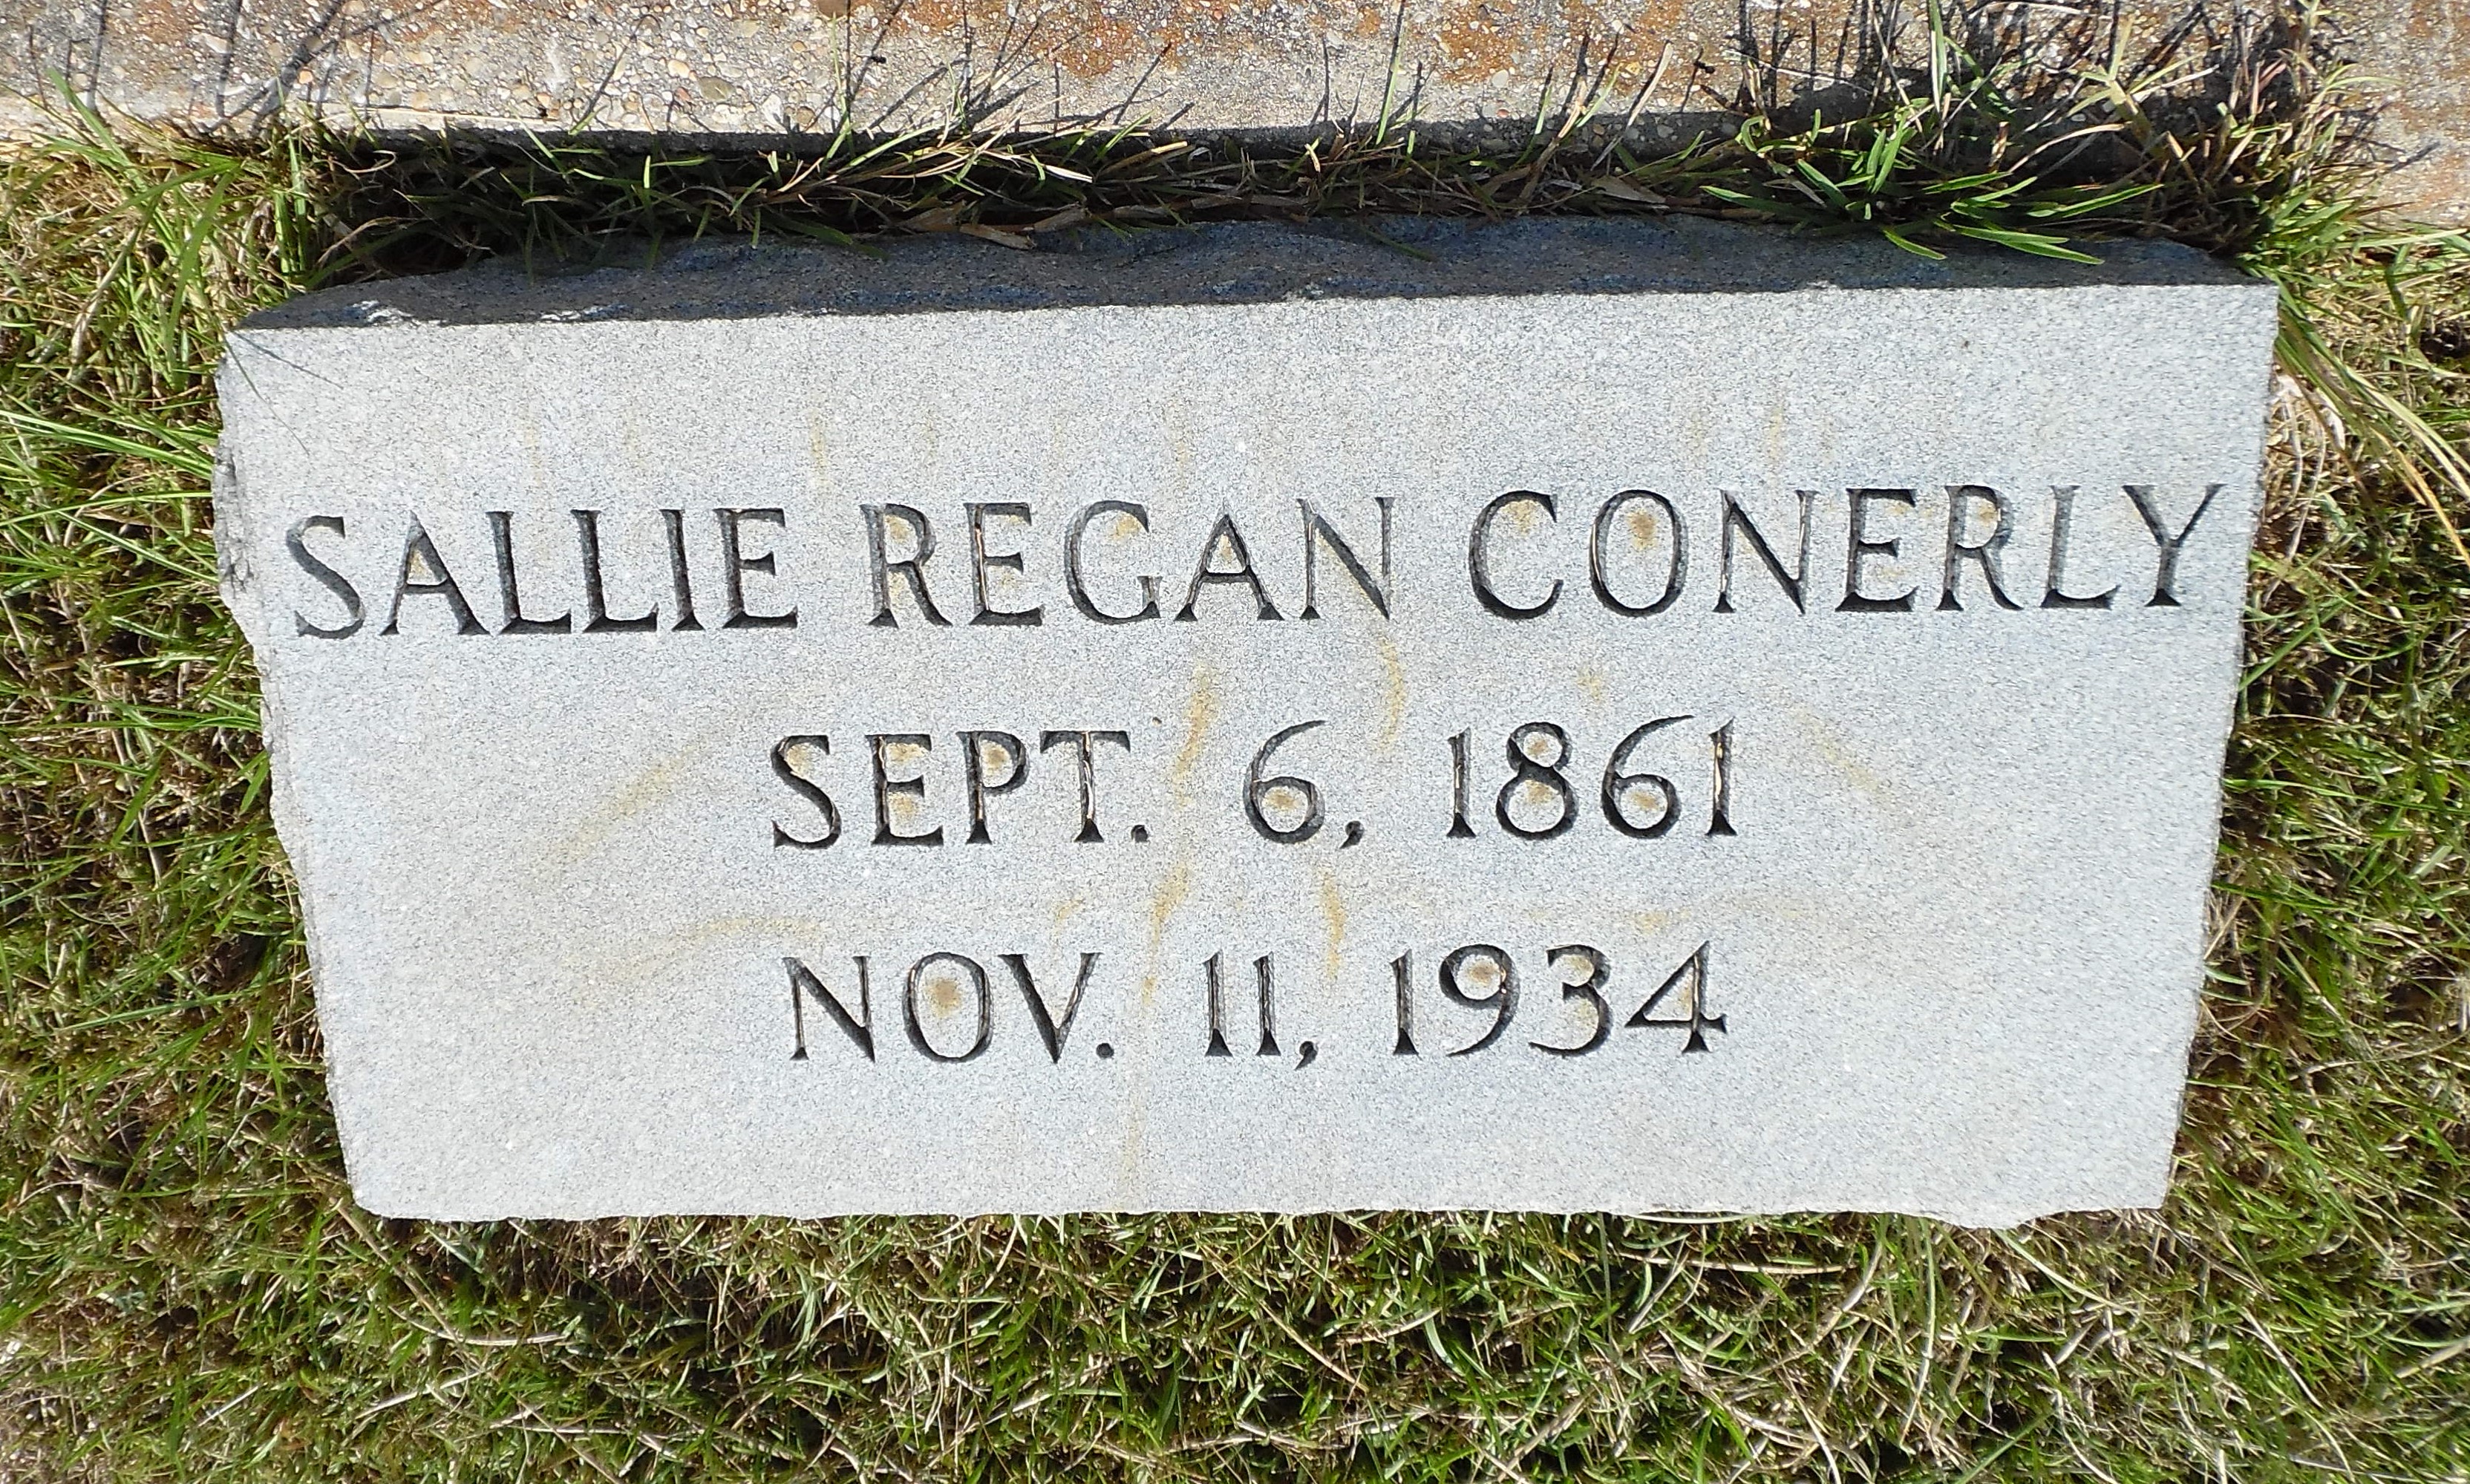 SALLIE REGAN CONERLY
SEPT. 6, 1861
NOV. 11, 1934